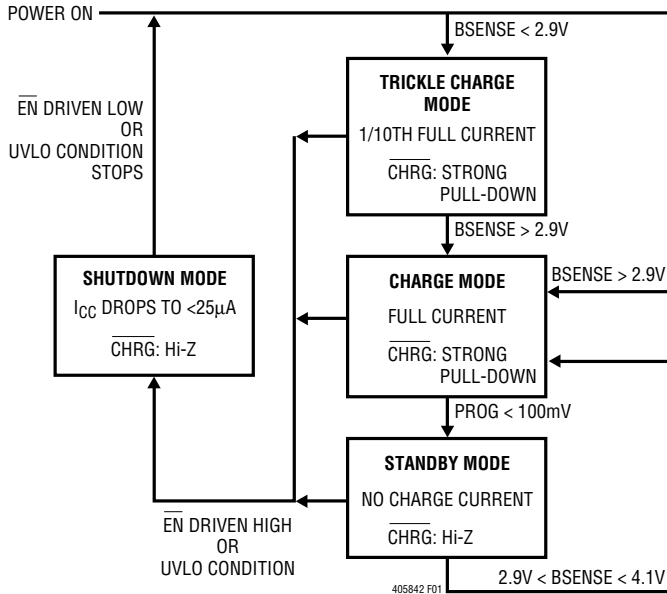 POWER ON
BSENSE < 2.9V
TRICKLE CHARGE
MODE
1/10TH FULL CURRENT
CHRG: STRONG
PULL-DOWN
EN DRIVEN LOW
OR
UVLO CONDITION
STOPS
BSENSE > 2.9V
SHUTDOWN MODE
ICC DROPS TO <25µA
CHRG: Hi-Z
CHARGE MODE
FULL CURRENT
CHRG: STRONG
PULL-DOWN
BSENSE > 2.9V
PROG < 100mV
STANDBY MODE
NO CHARGE CURRENT
CHRG: Hi-Z
EN DRIVEN HIGH
OR
UVLO CONDITION
2.9V < BSENSE < 4.1V
405842 F01